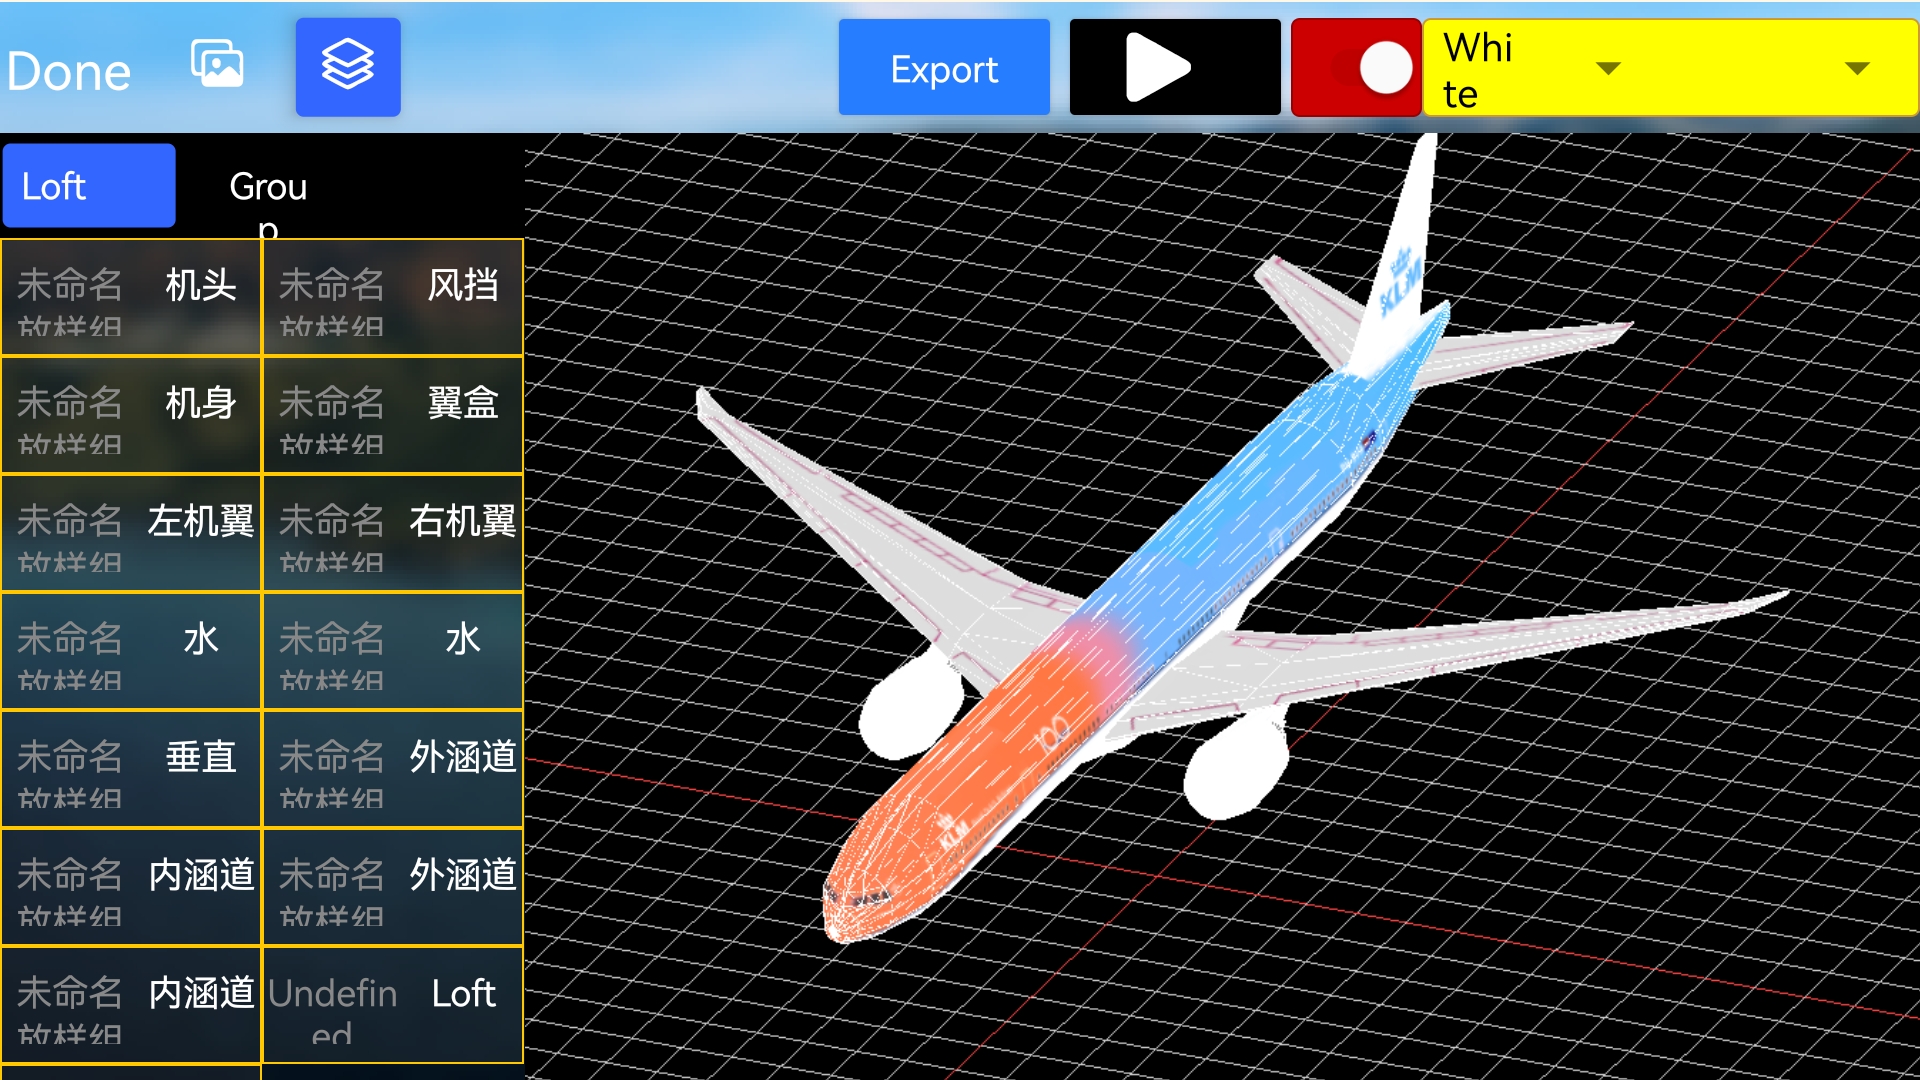 Done
Export
Whi
te
Loft
Grou
p
未命名
放样组
机头
未命名
放样组
风挡
未命名
放样组
机身
未命名
放样组
翼盒
未命名
放样组
左机翼
未命名
放样组
右机翼
未命名
放样组
水
未命名
放样组
水
未命名
放样组
垂直
未命名
放样组
外涵道
未命名
放样组
内涵道
未命名
放样组
外涵道
未命名
放样组
内涵道
Undefin
ed
Loft
KLM
100
KLM